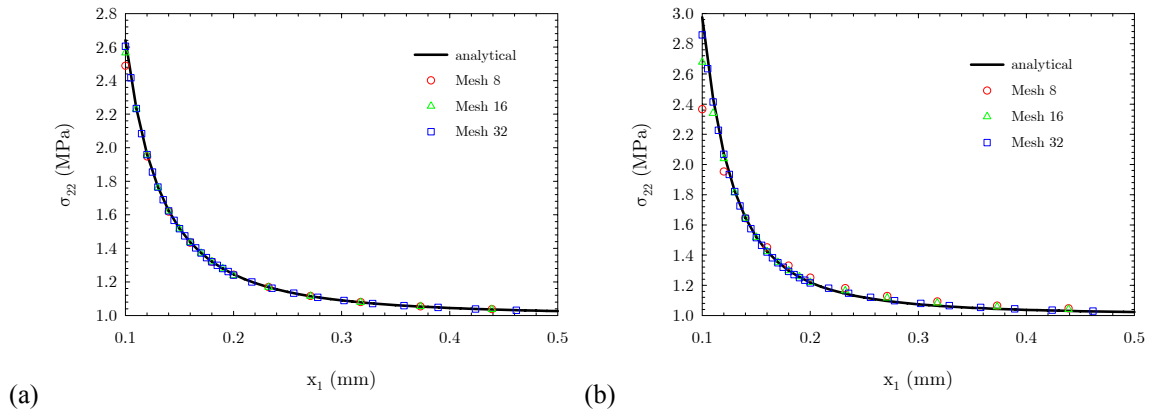 2.8
2.6
2.4
2.2
2.0
1.8
1.6
1.4
1.2
1.0
σ22 (MPa)
analytical
Mesh 8
Mesh 16
Mesh 32
0.1 0.2 0.3 0.4 0.5
x1 (mm)
(a)
3.0
2.8
2.6
2.4
2.2
2.0
1.8
1.6
1.4
1.2
1.0
σ22 (MPa)
analytical
Mesh 8
Mesh 16
Mesh 32
0.1 0.2 0.3 0.4 0.5
x1 (mm)
(b)